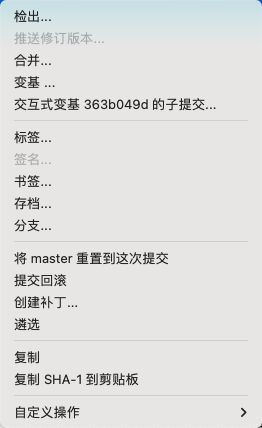 检出...
推送修订版本...
合并...
变基 ...
交互式变基 363b049d 的子提交...
标签...
签名...
书签...
存档...
分支...
将 master 重置到这次提交
提交回滚
创建补丁...
遴选
复制
复制 SHA-1 到剪贴板
自定义操作